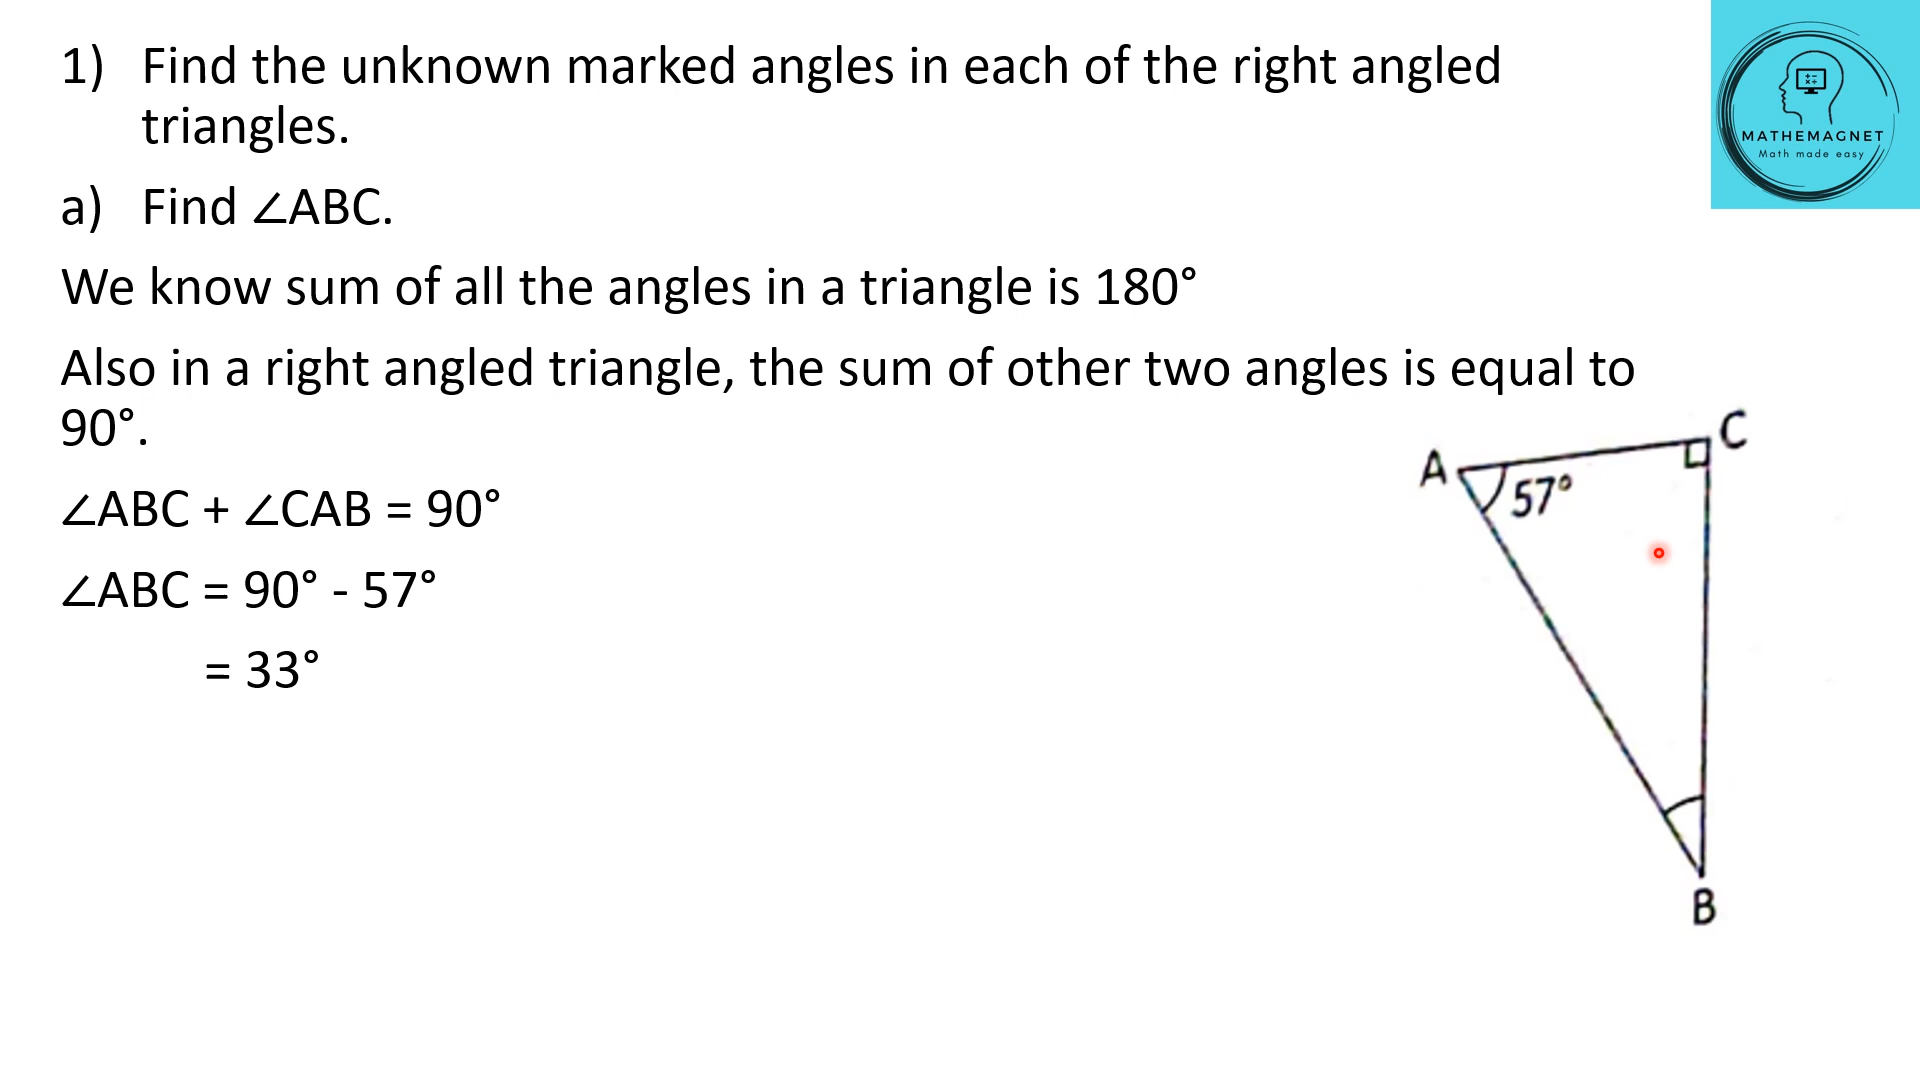 1) Find the unknown marked angles in each of the right angled
triangles.
a) Find ∠ABC.
We know sum of all the angles in a triangle is 180°
Also in a right angled triangle, the sum of other two angles is equal to
90°.
∠ABC + ∠CAB = 90°
∠ABC = 90° - 57°
= 33°
MATHEMAGNET
Math made easy
A
C
57°
B